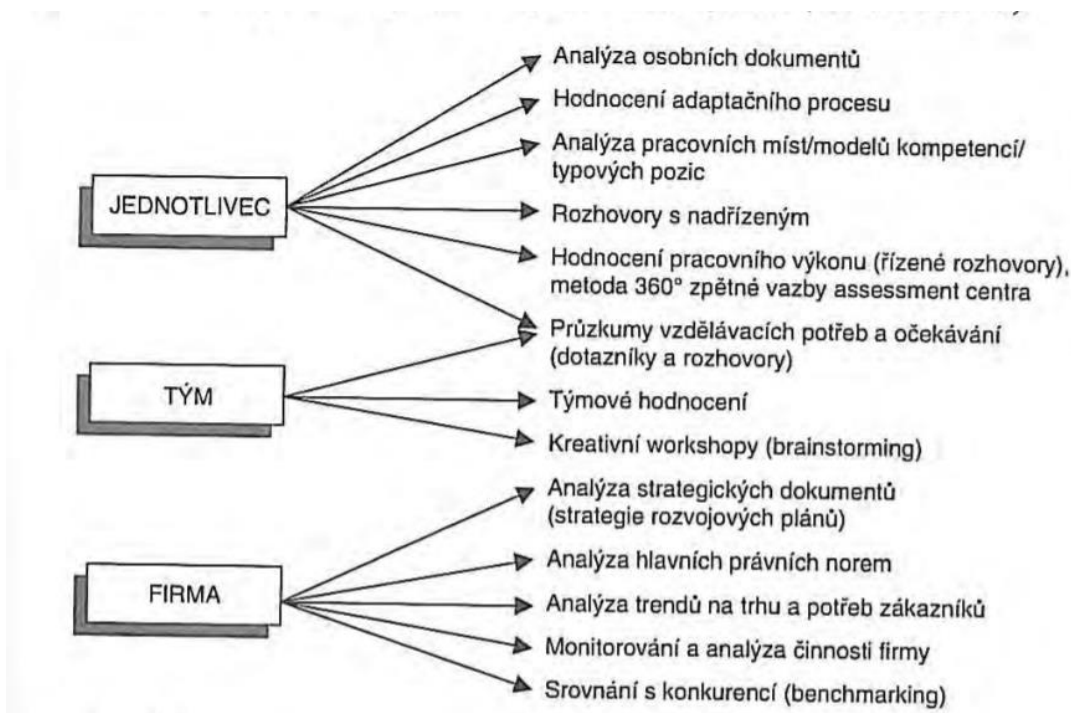 Analýza osobních dokumentů
Hodnocení adaptačního procesu
Analýza pracovních míst/modelů kompetencí/
typových pozic
JEDNOTLIVEC
Rozhovory s nadřízeným
Hodnocení pracovního výkonu (řízené rozhovory),
metoda 360° zpětné vazby assessment centra
Průzkumy vzdělávacích potřeb a očekávání
(dotazníky a rozhovory)
TÝM
Týmové hodnocení
Kreativní workshopy (brainstorming)
Analýza strategických dokumentů
(strategie rozvojových plánů)
Analýza hlavních právních norem
FIRMA
Analýza trendů na trhu a potřeb zákazníků
Monitorování a analýza činnosti firmy
Srovnání s konkurencí (benchmarking)